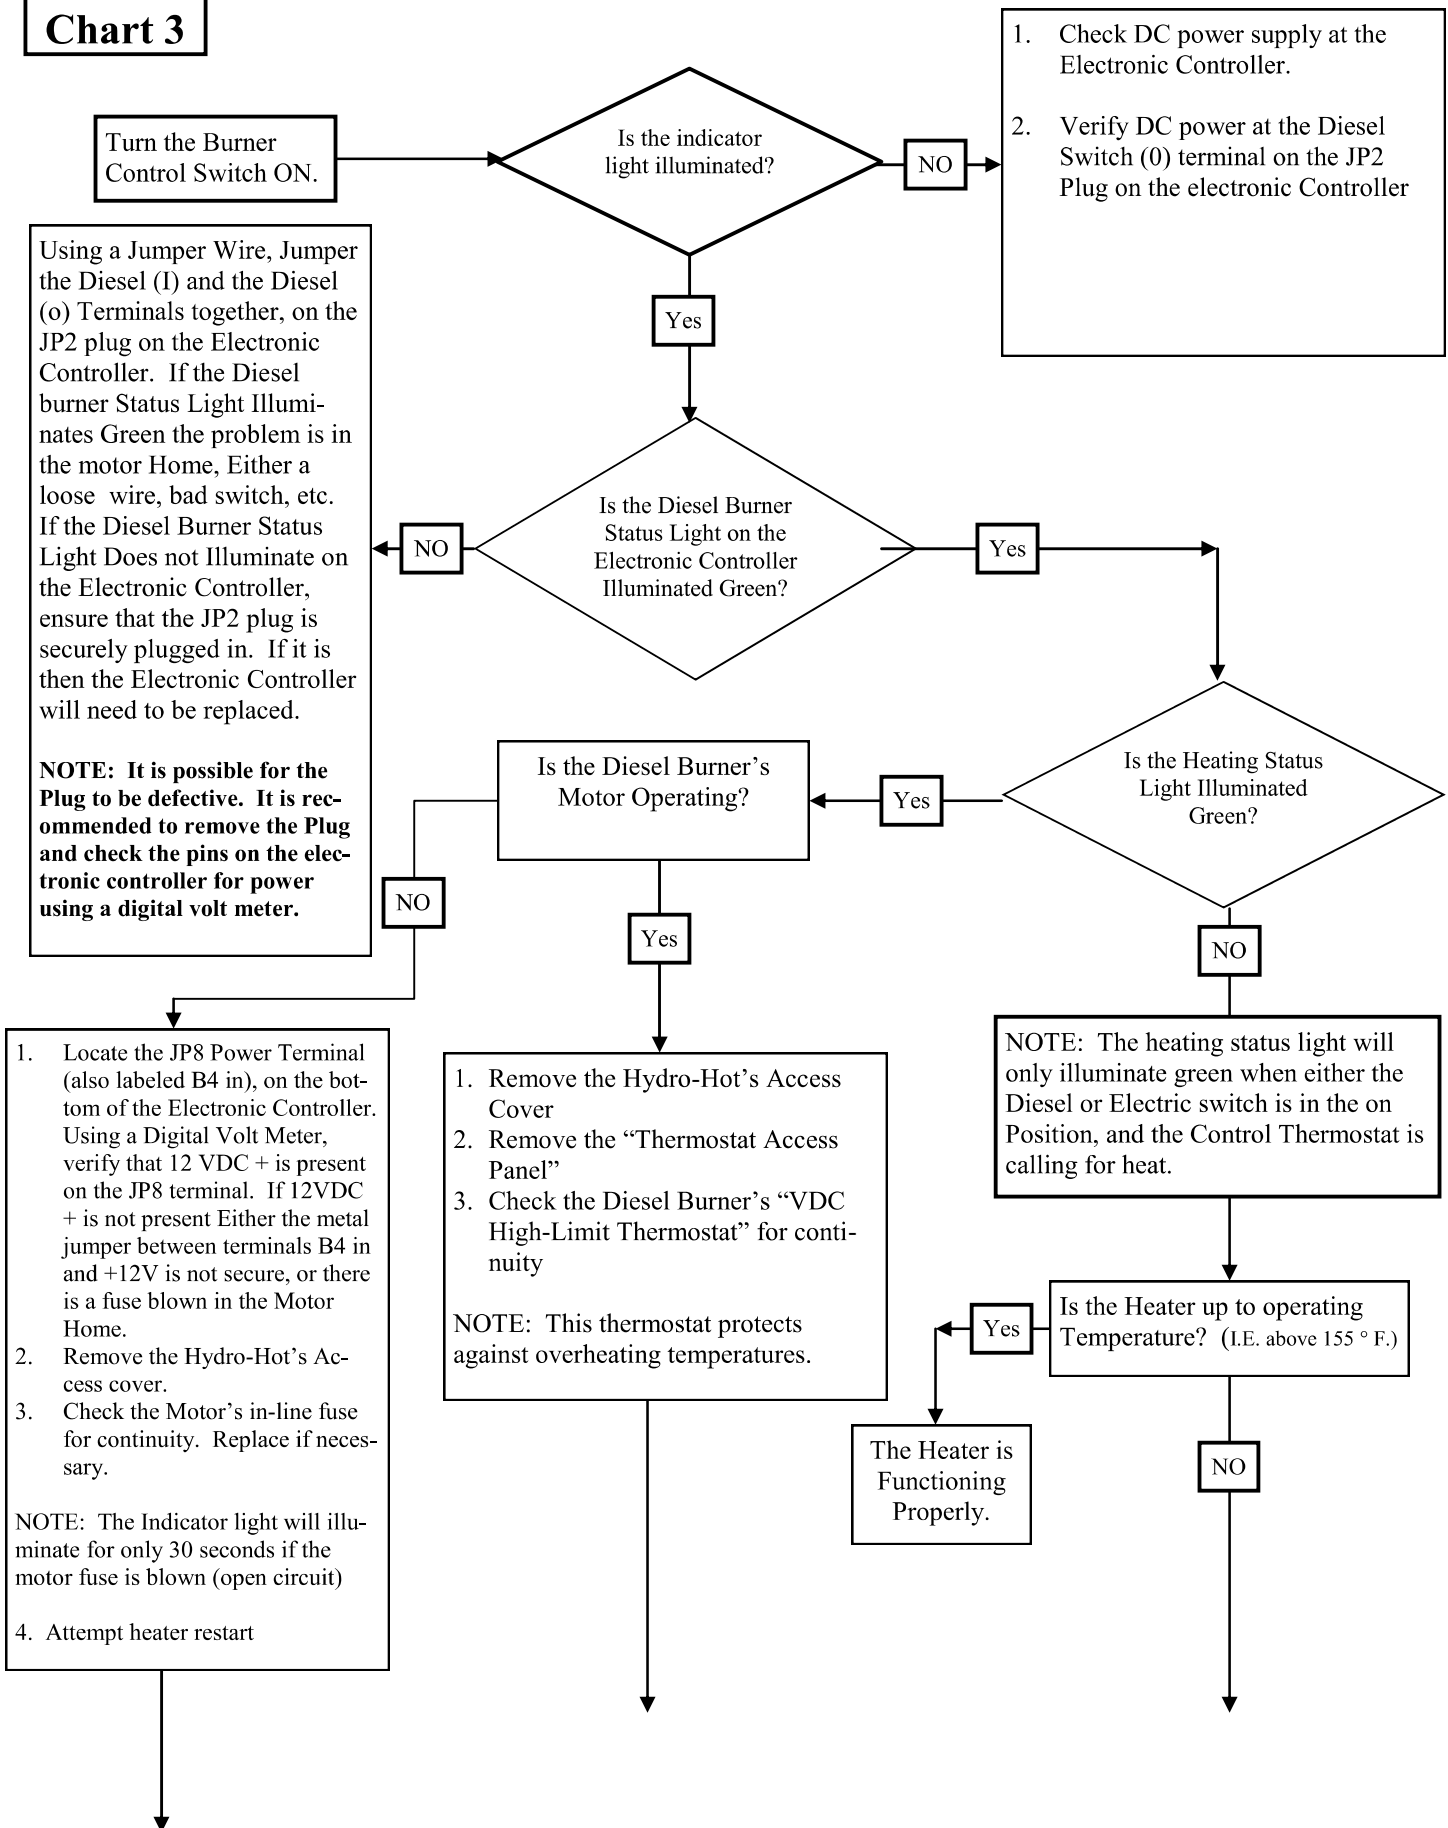 Chart 3
Turn the Burner
Control Switch ON.
Is the indicator
light illuminated?
NO
1. Check DC power supply at the
Electronic Controller.
2. Verify DC power at the Diesel
Switch (0) terminal on the JP2
Plug on the electronic Controller
Yes
Using a Jumper Wire, Jumper
the Diesel (I) and the Diesel
(o) Terminals together, on the
JP2 plug on the Electronic
Controller. If the Diesel
burner Status Light Illumi-
nates Green the problem is in
the motor Home, Either a
loose wire, bad switch, etc.
If the Diesel Burner Status
Light Does not Illuminate on
the Electronic Controller,
ensure that the JP2 plug is
securely plugged in. If it is
then the Electronic Controller
will need to be replaced.
NOTE: It is possible for the
Plug to be defective. It is rec-
ommended to remove the Plug
and check the pins on the elec-
tronic controller for power
using a digital volt meter.
NO
Is the Diesel Burner
Status Light on the
Electronic Controller
Illuminated Green?
Yes
Is the Heating Status
Light Illuminated
Green?
Yes
Is the Diesel Burner’s
Motor Operating?
NO
Yes
NO
1. Locate the JP8 Power Terminal
(also labeled B4 in), on the bot-
tom of the Electronic Controller.
Using a Digital Volt Meter,
verify that 12 VDC + is present
on the JP8 terminal. If 12VDC
+ is not present Either the metal
jumper between terminals B4 in
and +12V is not secure, or there
is a fuse blown in the Motor
Home.
2. Remove the Hydro-Hot’s Ac-
cess cover.
3. Check the Motor’s in-line fuse
for continuity. Replace if neces-
sary.
NOTE: The Indicator light will illu-
minate for only 30 seconds if the
motor fuse is blown (open circuit)
4. Attempt heater restart
1. Remove the Hydro-Hot’s Access
Cover
2. Remove the “Thermostat Access
Panel”
3. Check the Diesel Burner’s “VDC
High-Limit Thermostat” for conti-
nuity
NOTE: This thermostat protects
against overheating temperatures.
NOTE: The heating status light will
only illuminate green when either the
Diesel or Electric switch is in the on
Position, and the Control Thermostat is
calling for heat.
Is the Heater up to operating
Temperature? (I.E. above 155 ° F.)
Yes
The Heater is
Functioning
Properly.
NO